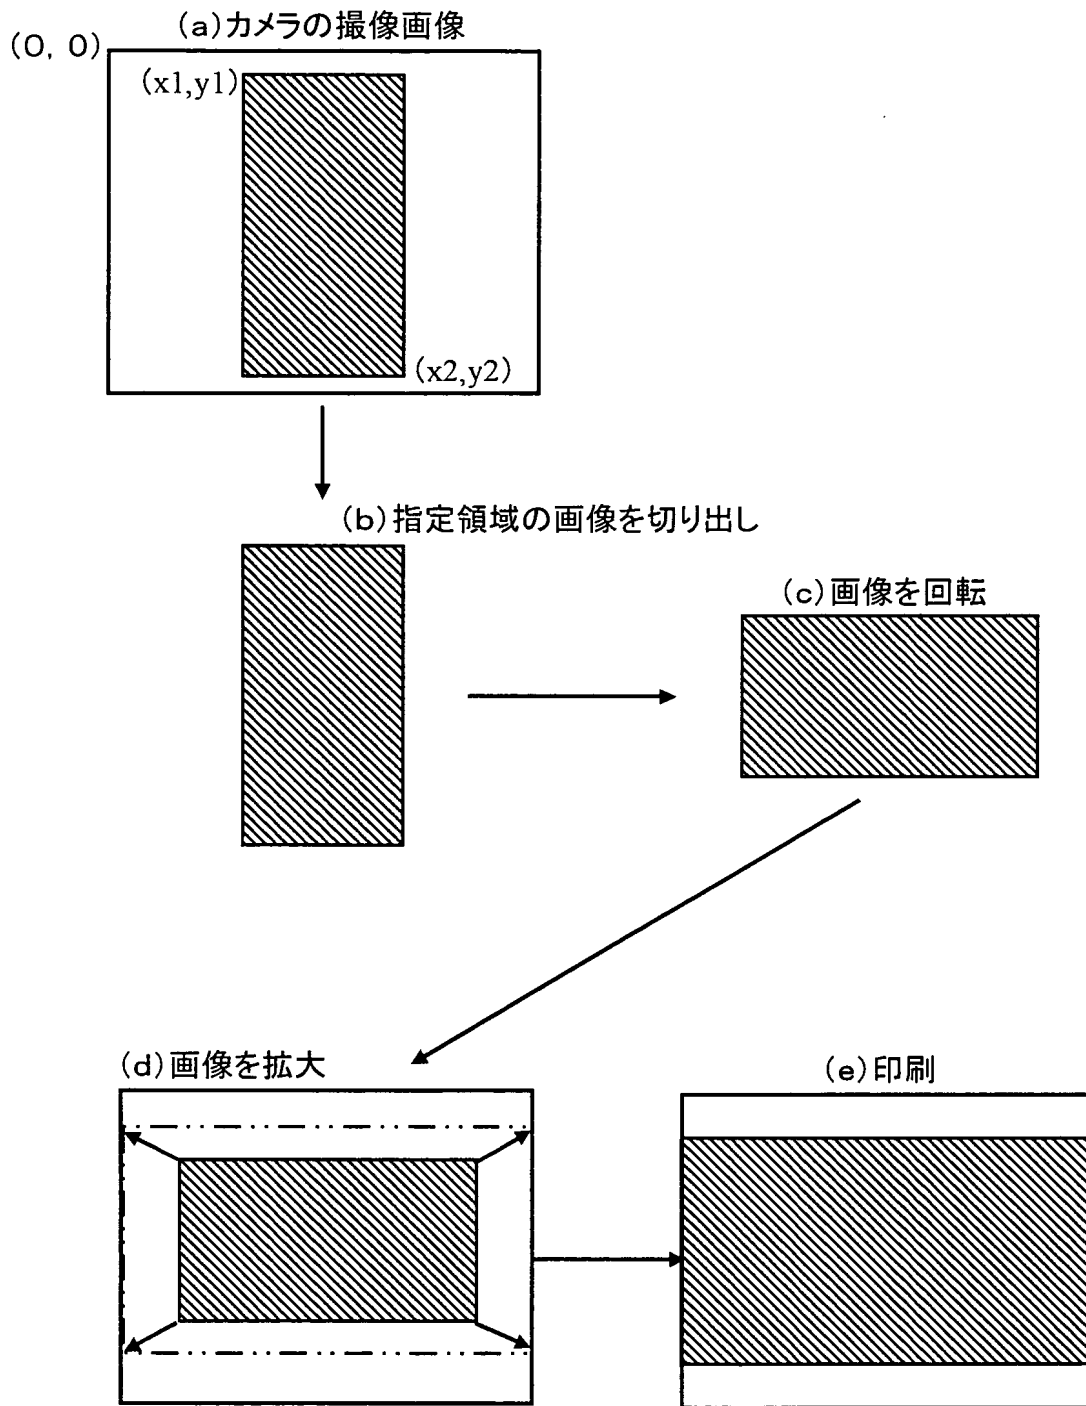 (a)カメラの撮像画像
(0, 0)
(x1,y1)
(x2,y2)
(b)指定領域の画像を切り出し
(c)画像を回転
(d)画像を拡大
(e)印刷